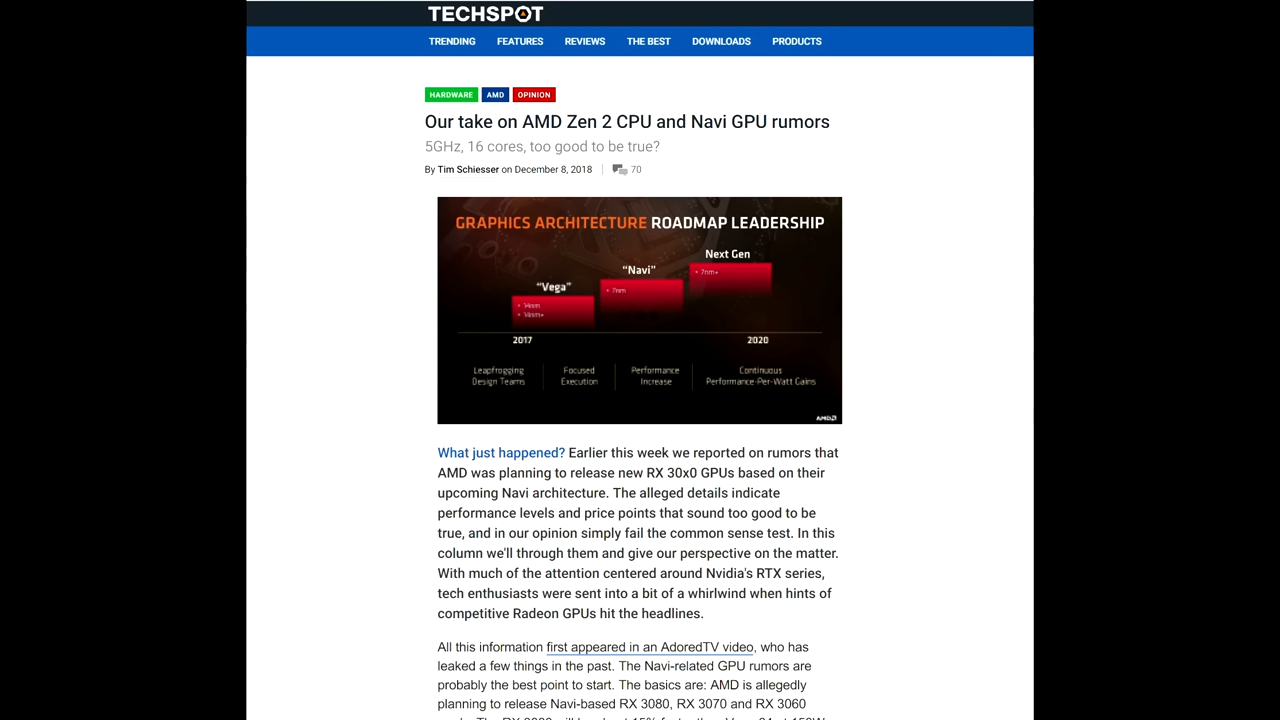 TECHSPOT
TRENDING FEATURES REVIEWS THE BEST DOWNLOADS PRODUCTS
HARDWARE AMD OPINION
Our take on AMD Zen 2 CPU and Navi GPU rumors
5GHz, 16 cores, too good to be true?
By Tim Schiesser on December 8, 2018 70
GRAPHICS ARCHITECTURE ROADMAP LEADERSHIP
Next Gen
• 7nm+
"Navi"
• 7nm
"Vega"
• 14nm
• 14nm+
2017 2020
Leapfrogging Focused Performance Continuous
Design Teams Execution Increase Performance-Per-Watt Gains
AMD
What just happened? Earlier this week we reported on rumors that
AMD was planning to release new RX 30x0 GPUs based on their
upcoming Navi architecture. The alleged details indicate
performance levels and price points that sound too good to be
true, and in our opinion simply fail the common sense test. In this
column we'll through them and give our perspective on the matter.
With much of the attention centered around Nvidia's RTX series,
tech enthusiasts were sent into a bit of a whirlwind when hints of
competitive Radeon GPUs hit the headlines.
All this information first appeared in an AdoredTV video, who has
leaked a few things in the past. The Navi-related GPU rumors are
probably the best point to start. The basics are: AMD is allegedly
planning to release Navi-based RX 3080, RX 3070 and RX 3060